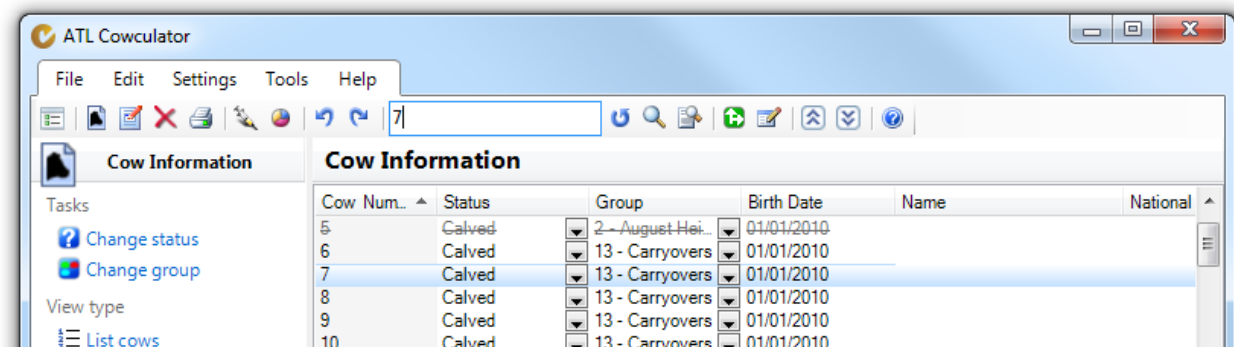 ATL Cowculator
File Edit Settings Tools Help
7
Cow Information
Cow Information
Tasks
Change status
Change group
View type
List cows
Cow Num... Status Group Birth Date Name National
5 Calved 2 - August Hei... 01/01/2010
6 Calved 13 - Carryovers 01/01/2010
7 Calved 13 - Carryovers 01/01/2010
8 Calved 13 - Carryovers 01/01/2010
9 Calved 13 - Carryovers 01/01/2010
10 Calved 13 - Carryovers 01/01/2010